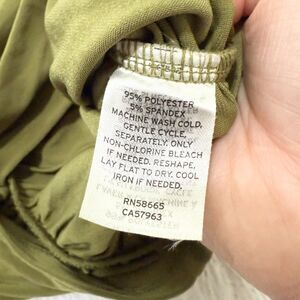 95% POLYESTER
5% SPANDEX
MACHINE WASH COLD,
GENTLE CYCLE,
SEPARATELY. ONLY
NON-CHLORINE BLEACH
IF NEEDED. RESHAPE,
LAY FLAT TO DRY. COOL
IRON IF NEEDED.
RN58665
CA57963